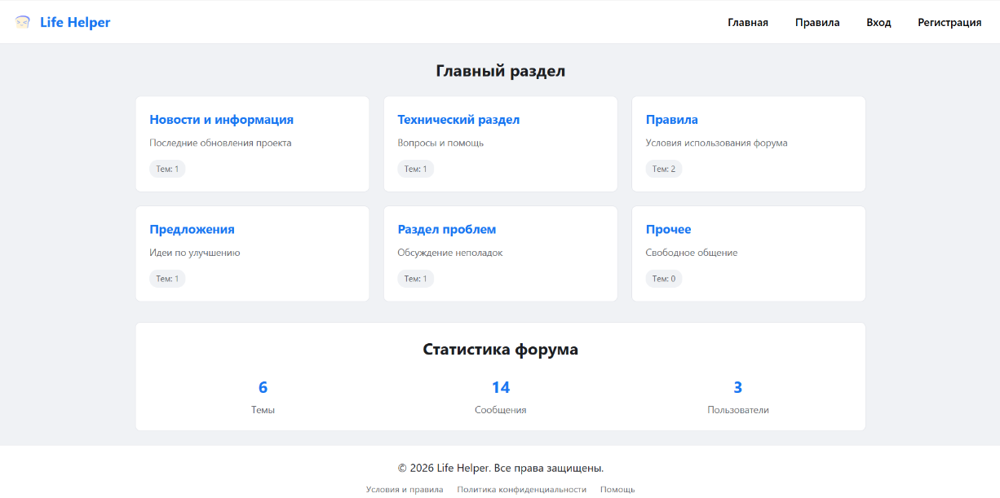 Life Helper
Главная Правила Вход Регистрация
Главный раздел
Новости и информация
Последние обновления проекта
Тем: 1
Технический раздел
Вопросы и помощь
Тем: 1
Правила
Условия использования форума
Тем: 2
Предложения
Идеи по улучшению
Тем: 1
Раздел проблем
Обсуждение неполадок
Тем: 1
Прочее
Свободное общение
Тем: 0
Статистика форума
6
Темы
14
Сообщения
3
Пользователи
© 2026 Life Helper. Все права защищены.
Условия и правила Политика конфиденциальности Помощь